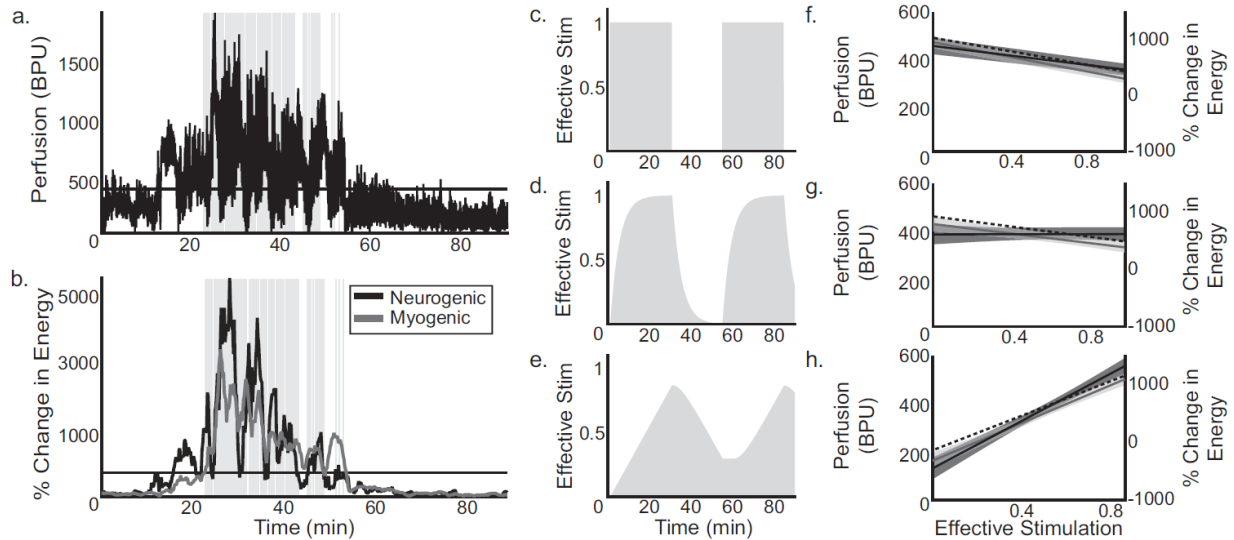 a.
Perfusion (BPU)
1500
1000
500
0
0 20 40 60 80
b.
% Change in Energy
5000
3000
1000
0
Neurogenic
Myogenic
0 20 40 60 80
Time (min)
c.
Effective Stim
1
0.5
0
0 20 40 60 80
d.
Effective Stim
1
0.5
0
0 20 40 60 80
e.
Effective Stim
1
0.5
0
0 20 40 60 80
Time (min)
f.
Perfusion
(BPU)
600
400
200
0
0.4 0.8
1000
0
-1000
% Change in
Energy
g.
Perfusion
(BPU)
600
400
200
0
0.4 0.8
1000
0
-1000
% Change in
Energy
h.
Perfusion
(BPU)
600
400
200
0
0.4 0.8
1000
0
-1000
% Change in
Energy
Effective Stimulation